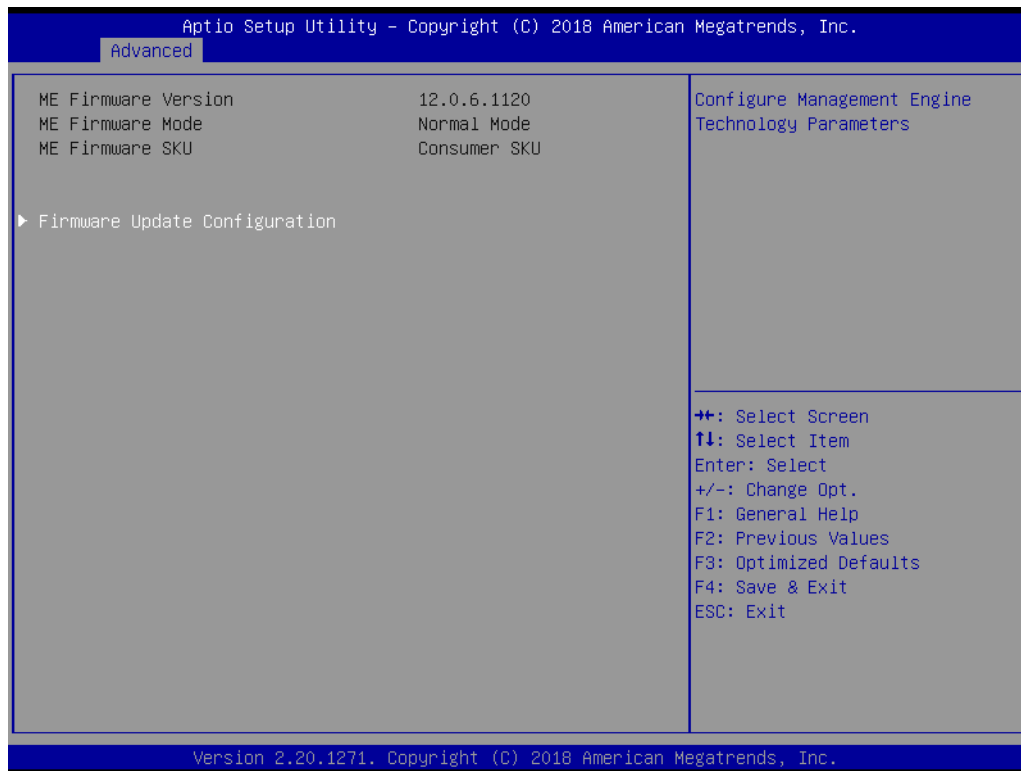 Aptio Setup Utility – Copyright (C) 2018 American Megatrends, Inc.
Advanced
ME Firmware Version 12.0.6.1120
ME Firmware Mode Normal Mode
ME Firmware SKU Consumer SKU
▶ Firmware Update Configuration
Configure Management Engine
Technology Parameters
→←: Select Screen
↑↓: Select Item
Enter: Select
+/-: Change Opt.
F1: General Help
F2: Previous Values
F3: Optimized Defaults
F4: Save & Exit
ESC: Exit
Version 2.20.1271. Copyright (C) 2018 American Megatrends, Inc.